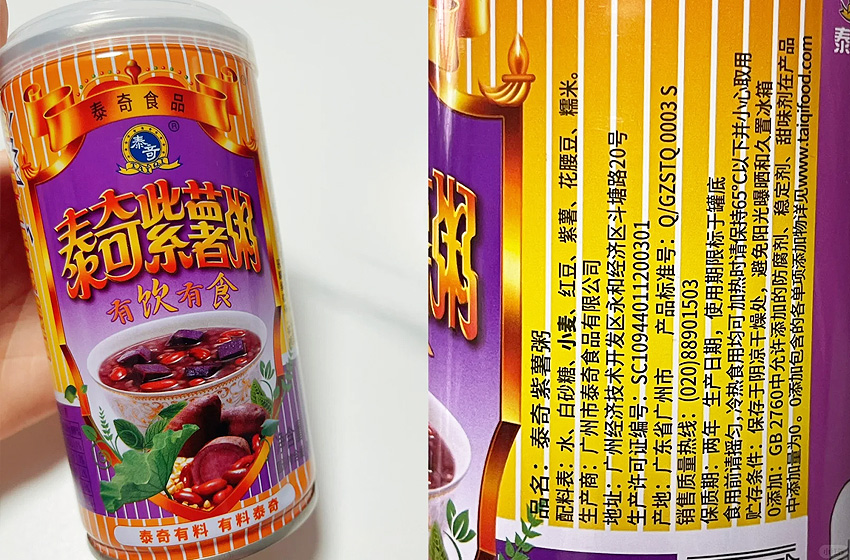 泰奇食品
泰奇
®
泰奇紫薯粥
有饮有食
泰奇有料 有料泰奇
品名：泰奇紫薯粥
配料表：水、白砂糖、小麦、红豆、紫薯、花腰豆、糯米。
生产商：广州市泰奇食品有限公司
地址：广州经济技术开发区永和经济区斗塘路20号
生产许可证编号：SC10944011200301
产地：广东省广州市 产品标准号：Q/GZSTQ 0003 S
销售质量热线：(020)88901503
保质期：两年 生产日期，使用期限标于罐底
食用前请摇匀,冷热食用均可加热时请保持65°C以下并小心取用
贮存条件：保存于阴凉干燥处，避免阳光曝晒和久置冰箱
0添加：GB 2760中允许添加的防腐剂、稳定剂、甜味剂在产品
中添加量为0。0添加包含的各单项添加物详见www.taiqifood.com
泰